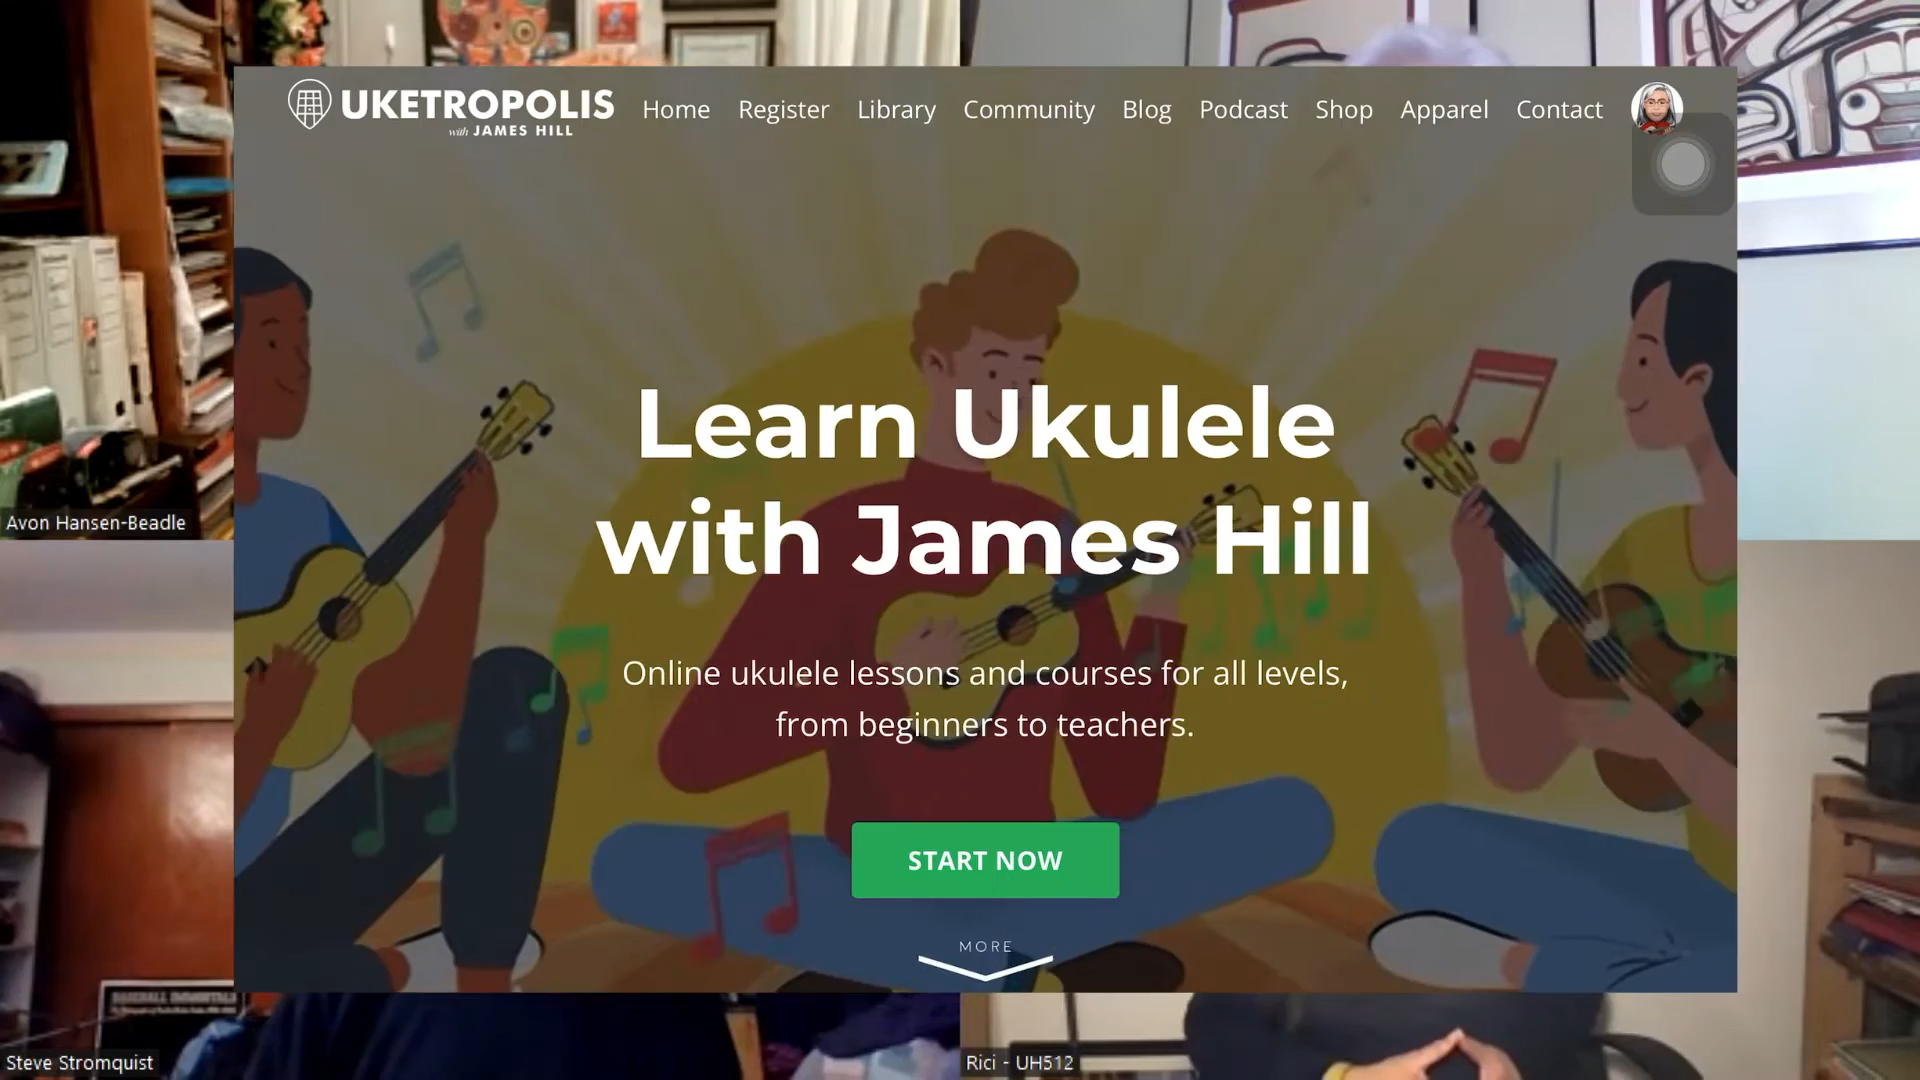 UKETROPOLIS
with JAMES HILL
Home Register Library Community Blog Podcast Shop Apparel Contact
Learn Ukulele
with James Hill
Online ukulele lessons and courses for all levels,
from beginners to teachers.
START NOW
MORE
Avon Hansen-Beadle
BASEBALL IMMORTALS
Steve Stromquist
Rici - UH512